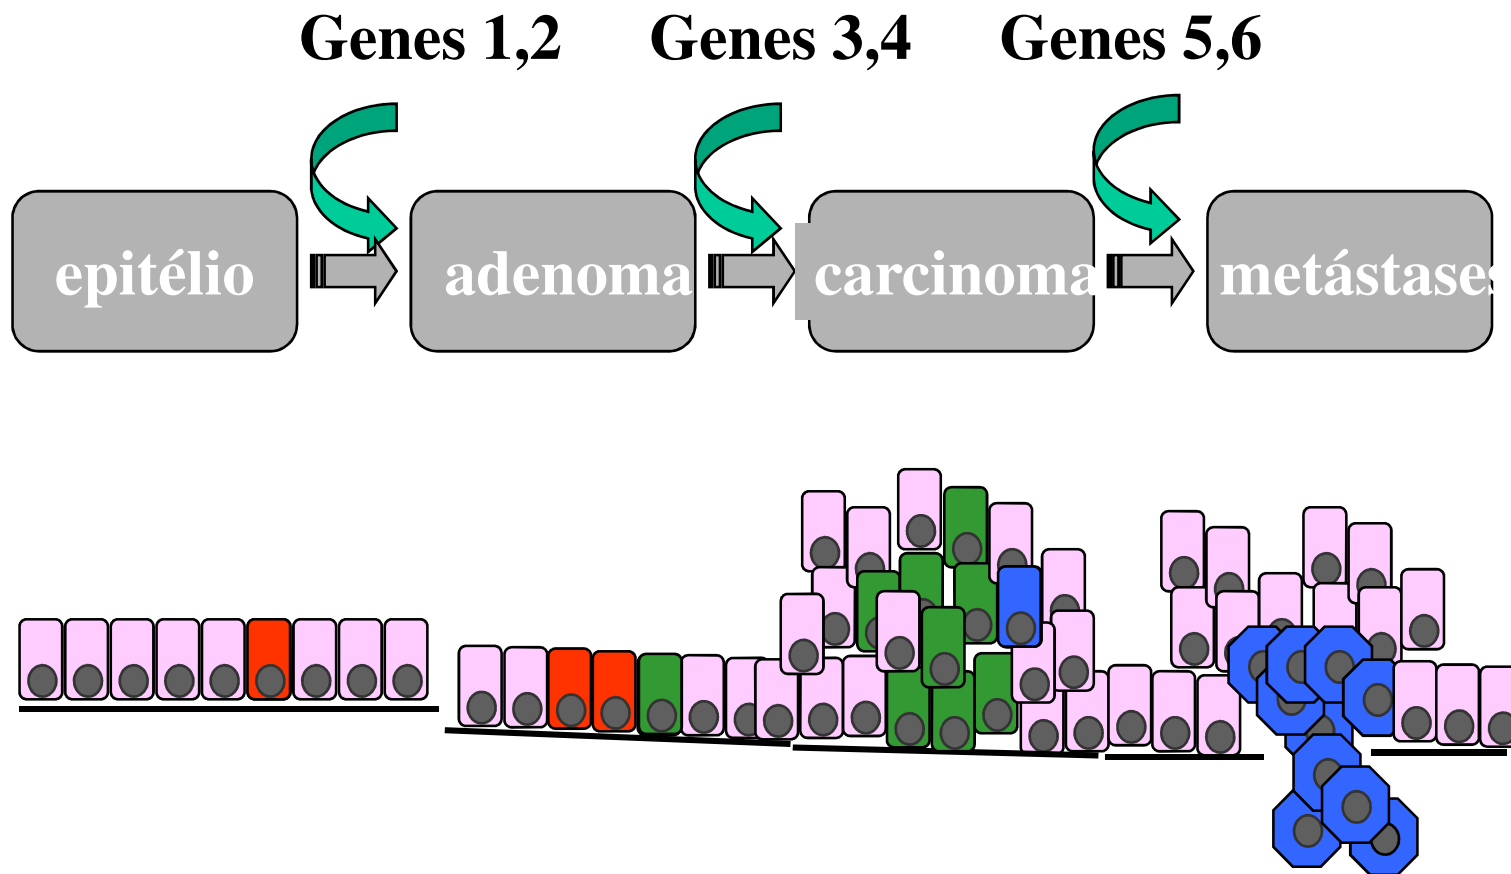 Genes 1,2
Genes 3,4
Genes 5,6
epitélio
adenoma
carcinoma
metástases